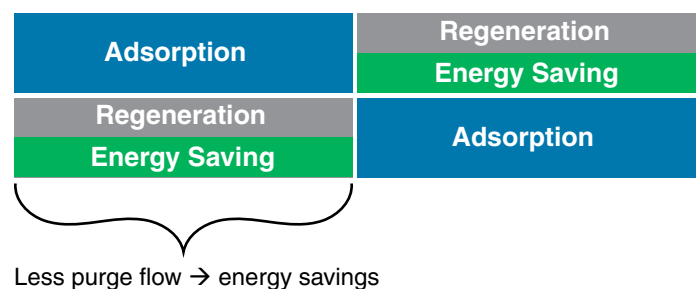 Adsorption
Regeneration
Energy Saving
Regeneration
Energy Saving
Adsorption
Less purge flow → energy savings